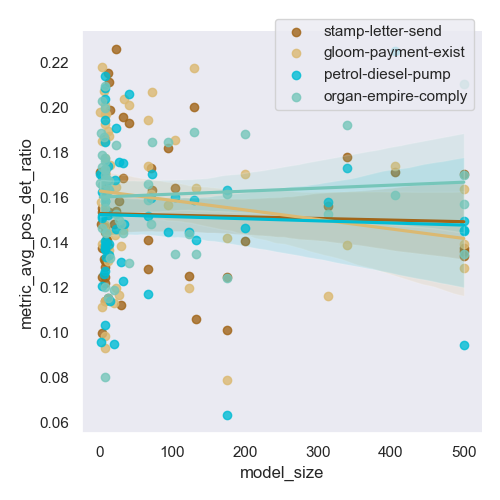 stamp-letter-send
gloom-payment-exist
petrol-diesel-pump
organ-empire-comply
metric_avg_pos_det_ratio
0.22
0.20
0.18
0.16
0.14
0.12
0.10
0.08
0.06
0
100
200
300
400
500
model_size